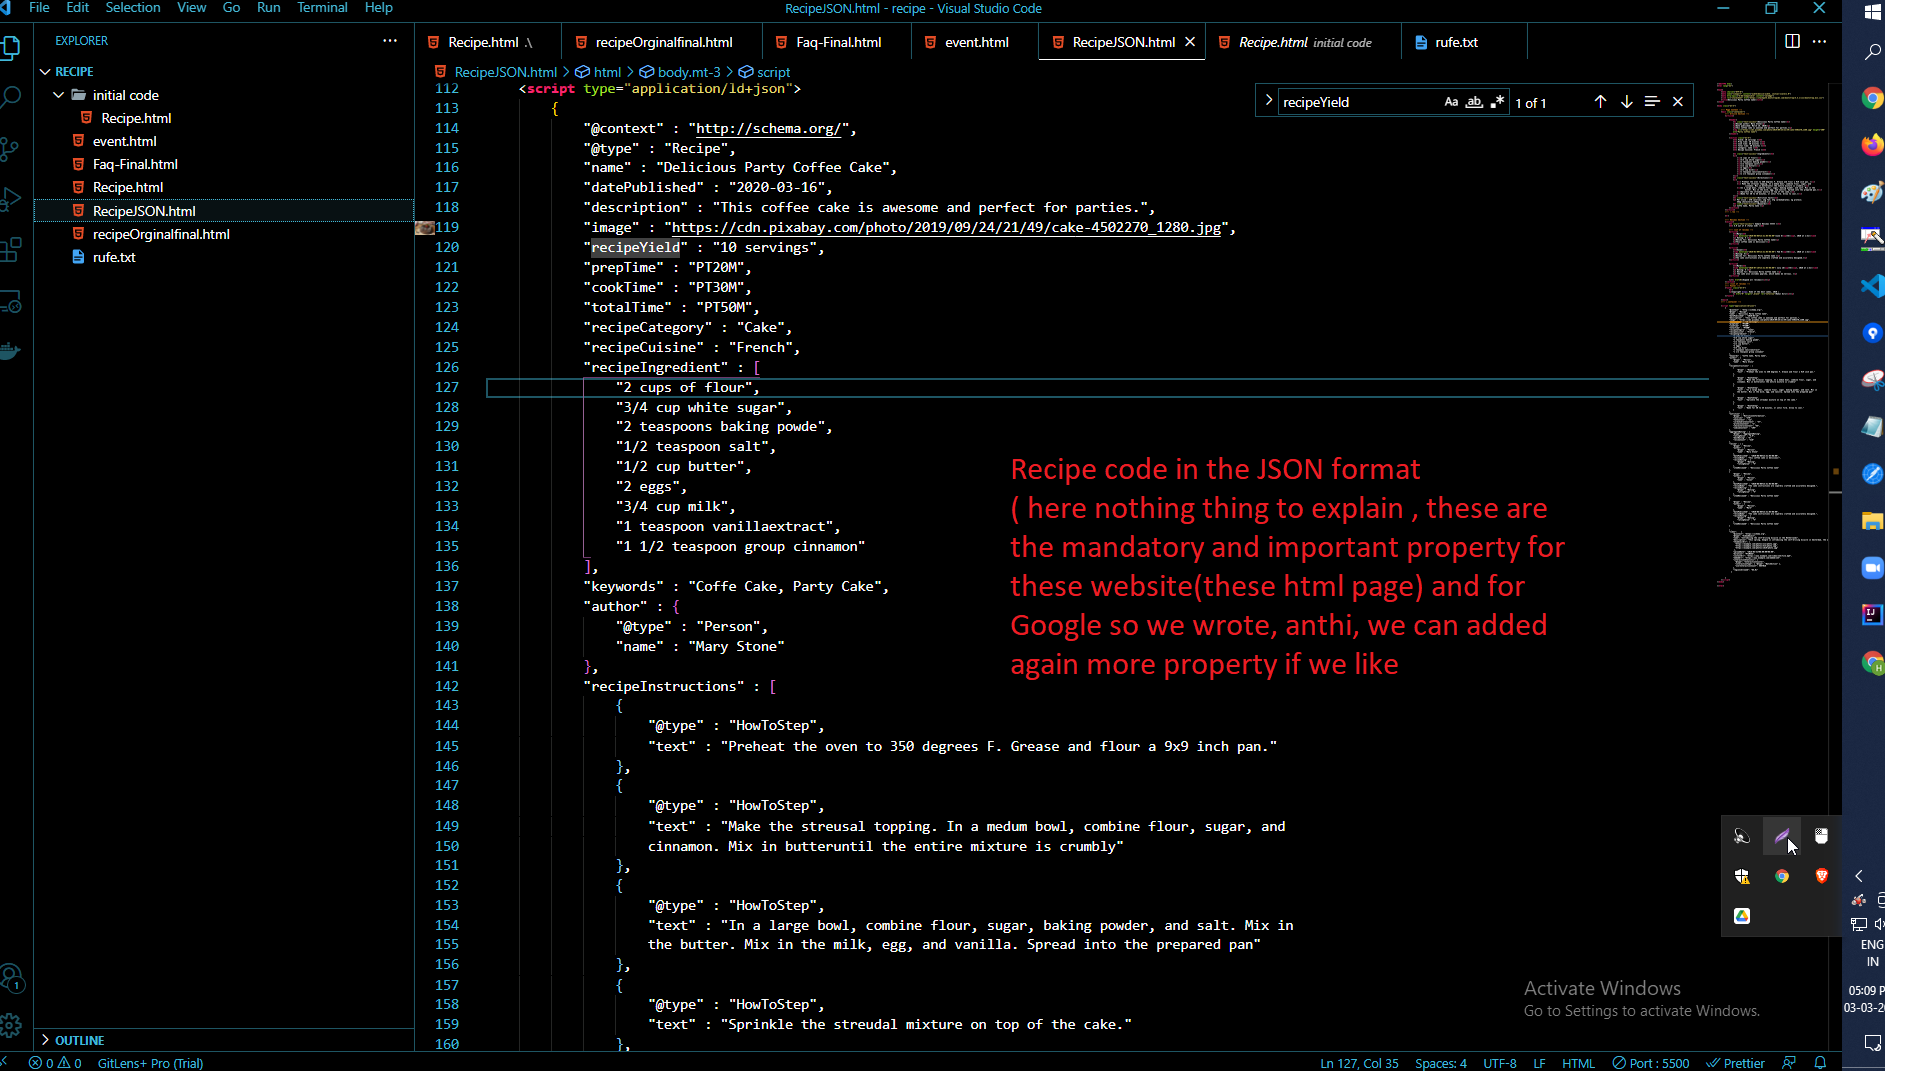 File Edit Selection View Go Run Terminal Help
RecipeJSON.html - recipe - Visual Studio Code
EXPLORER
RECIPE
initial code
Recipe.html
event.html
Faq-Final.html
Recipe.html
RecipeJSON.html
recipeOrginalfinal.html
rufe.txt
OUTLINE
Recipe.html .\
recipeOrginalfinal.html
Faq-Final.html
event.html
RecipeJSON.html
Recipe.html initial code
rufe.txt
RecipeJSON.html > html > body.mt-3 > script
recipeYield
Aa ab 1 of 1
112 <script type="application/ld+json">
113 {
114 "@context" : "http://schema.org/",
115 "@type" : "Recipe",
116 "name" : "Delicious Party Coffee Cake",
117 "datePublished" : "2020-03-16",
118 "description" : "This coffee cake is awesome and perfect for parties.",
119 "image" : "https://cdn.pixabay.com/photo/2019/09/24/21/49/cake-4502270_1280.jpg",
120 "recipeYield" : "10 servings",
121 "prepTime" : "PT20M",
122 "cookTime" : "PT30M",
123 "totalTime" : "PT50M",
124 "recipeCategory" : "Cake",
125 "recipeCuisine" : "French",
126 "recipeIngredient" : [
127 "2 cups of flour",
128 "3/4 cup white sugar",
129 "2 teaspoons baking powde",
130 "1/2 teaspoon salt",
131 "1/2 cup butter",
132 "2 eggs",
133 "3/4 cup milk",
134 "1 teaspoon vanillaextract",
135 "1 1/2 teaspoon group cinnamon"
136 ],
137 "keywords" : "Coffe Cake, Party Cake",
138 "author" : {
139 "@type" : "Person",
140 "name" : "Mary Stone"
141 },
142 "recipeInstructions" : [
143 {
144 "@type" : "HowToStep",
145 "text" : "Preheat the oven to 350 degrees F. Grease and flour a 9x9 inch pan."
146 },
147 {
148 "@type" : "HowToStep",
149 "text" : "Make the streusal topping. In a medum bowl, combine flour, sugar, and
150 cinnamon. Mix in butteruntil the entire mixture is crumbly"
151 },
152 {
153 "@type" : "HowToStep",
154 "text" : "In a large bowl, combine flour, sugar, baking powder, and salt. Mix in
155 the butter. Mix in the milk, egg, and vanilla. Spread into the prepared pan"
156 },
157 {
158 "@type" : "HowToStep",
159 "text" : "Sprinkle the streudal mixture on top of the cake."
160 },
Recipe code in the JSON format
( here nothing thing to explain , these are
the mandatory and important property for
these website(these html page) and for
Google so we wrote, anthi, we can added
again more property if we like
Activate Windows
Go to Settings to activate Windows.
ENG
IN
05:09 P
03-03-2
0 0 GitLens+ Pro (Trial)
Ln 127, Col 35 Spaces: 4 UTF-8 LF HTML Port : 5500 Prettier